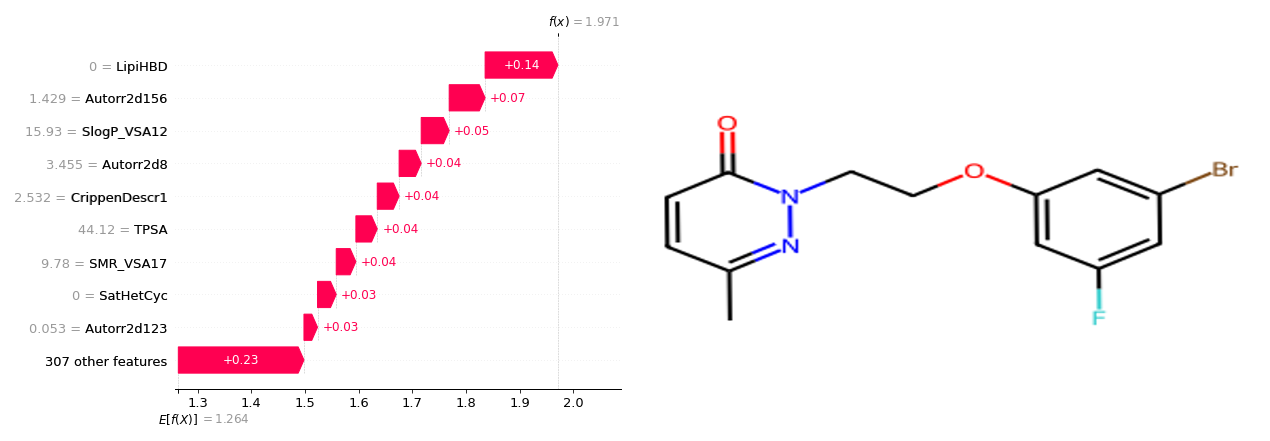 f(x) = 1.971
0 = LipiHBD
+0.14
1.429 = Autorr2d156
+0.07
15.93 = SlogP_VSA12
+0.05
3.455 = Autorr2d8
+0.04
2.532 = CrippenDescr1
+0.04
44.12 = TPSA
+0.04
9.78 = SMR_VSA17
+0.04
0 = SatHetCyc
+0.03
0.053 = Autorr2d123
+0.03
307 other features
+0.23
1.3 1.4 1.5 1.6 1.7 1.8 1.9 2.0
E[f(X)] = 1.264
O
N
N
O
Br
F